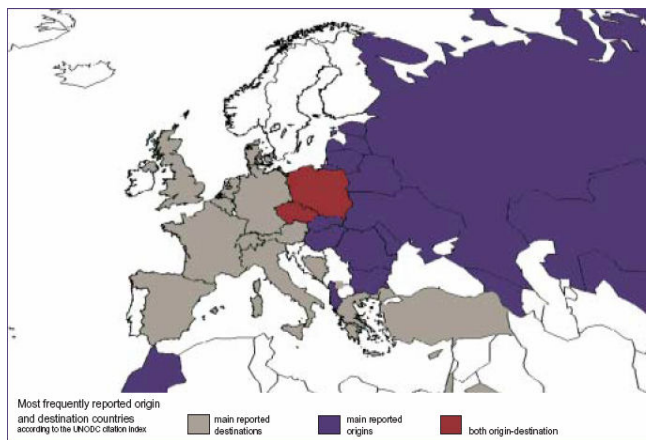 Most frequently reported origin
and destination countries
according to the UNODC citation index
main reported
destinations
main reported
origins
both origin-destination